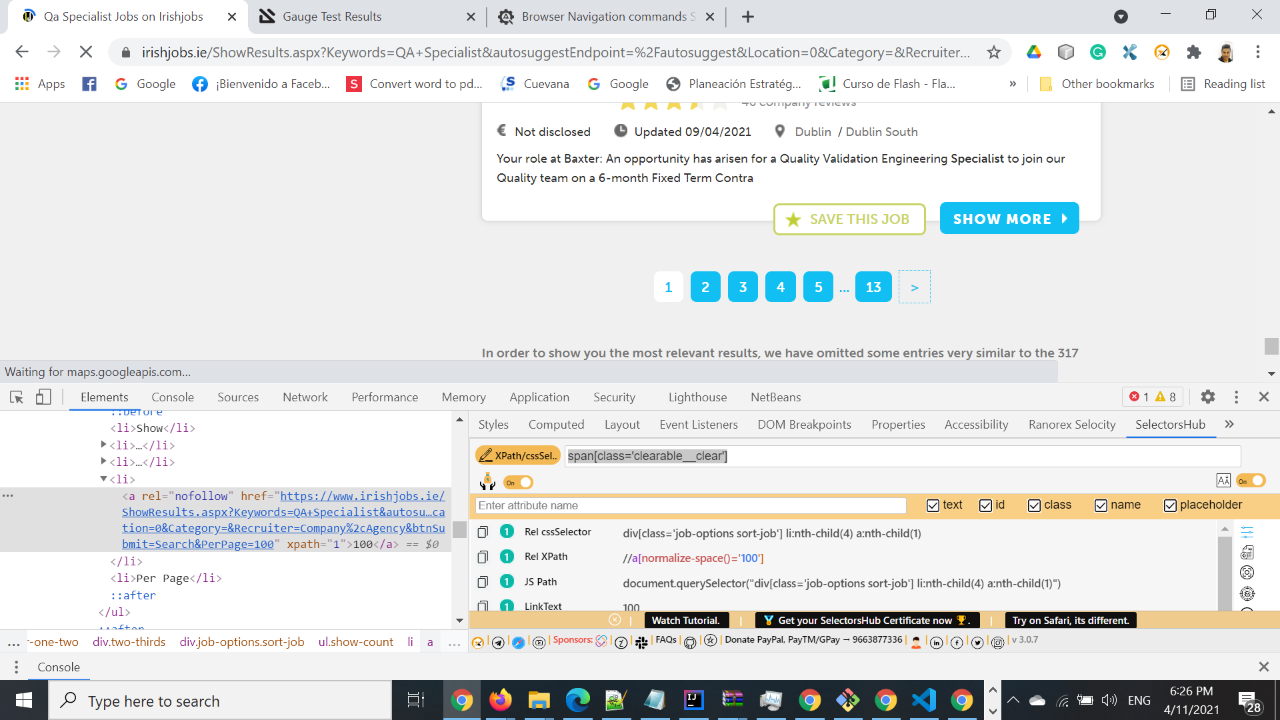 Qa Specialist Jobs on Irishjobs
Gauge Test Results
Browser Navigation commands S
irishjobs.ie/ShowResults.aspx?Keywords=QA+Specialist&autosuggestEndpoint=%2Fautosuggest&Location=0&Category=&Recruiter...
Apps
Google
¡Bienvenido a Faceb...
Convert word to pd...
Cuevana
Google
Planeación Estratég...
Curso de Flash - Fla...
»
Other bookmarks
Reading list
46 company reviews
€ Not disclosed
Updated 09/04/2021
Dublin / Dublin South
Your role at Baxter: An opportunity has arisen for a Quality Validation Engineering Specialist to join our
Quality team on a 6-month Fixed Term Contra
SAVE THIS JOB
SHOW MORE
1 2 3 4 5 ... 13 >
In order to show you the most relevant results, we have omitted some entries very similar to the 317
Waiting for maps.googleapis.com...
Elements Console Sources Network Performance Memory Application Security Lighthouse NetBeans
1 8
::before
<li>Show</li>
<li>…</li>
<li>…</li>
<li>
<a rel="nofollow" href="https://www.irishjobs.ie/
ShowResults.aspx?Keywords=QA+Specialist&autosu…ca
tion=0&Category=&Recruiter=Company%2cAgency&btnSu
bmit=Search&PerPage=100" xpath="1">100</a> == $0
</li>
<li>Per Page</li>
::after
</ul>
::after
... r-one-two div.two-thirds div.job-options.sort-job ul.show-count li a ...
Styles Computed Layout Event Listeners DOM Breakpoints Properties Accessibility Ranorex Selocity SelectorsHub »
XPath/cssSel..
span[class='clearable__clear']
On
On
Enter attribute name
text id class name placeholder
1 Rel cssSelector div[class='job-options sort-job'] li:nth-child(4) a:nth-child(1)
1 Rel XPath //a[normalize-space()='100']
1 JS Path document.querySelector("div[class='job-options sort-job'] li:nth-child(4) a:nth-child(1)")
1 LinkText 100
| Watch Tutorial. | Get your SelectorsHub Certificate now . | Try on Safari, its different.
Sponsors: | FAQs | Donate PayPal, PayTM/GPay → 9663877336 | v 3.0.7
Console
Type here to search
ENG
6:26 PM
4/11/2021
28